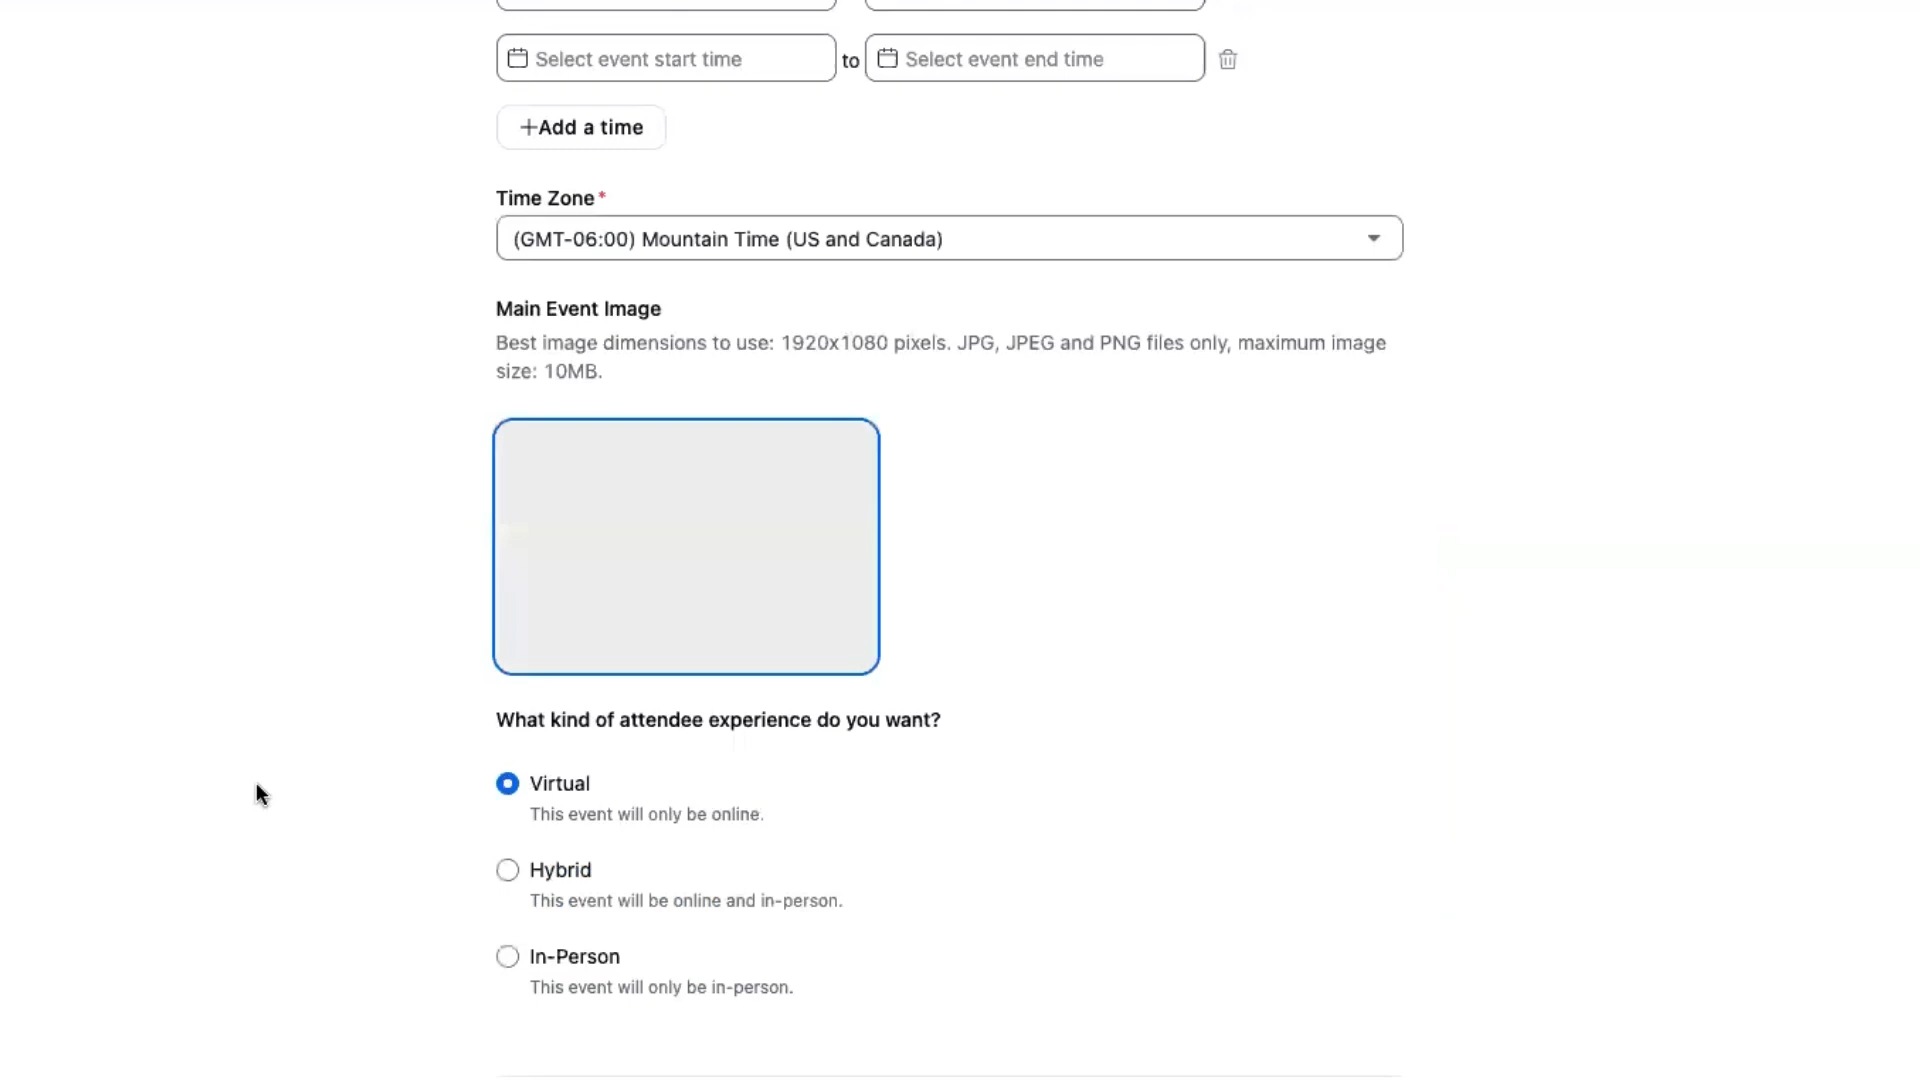 Select event start time to Select event end time
+Add a time
Time Zone*
(GMT-06:00) Mountain Time (US and Canada)
Main Event Image
Best image dimensions to use: 1920x1080 pixels. JPG, JPEG and PNG files only, maximum image
size: 10MB.
What kind of attendee experience do you want?
Virtual
This event will only be online.
Hybrid
This event will be online and in-person.
In-Person
This event will only be in-person.